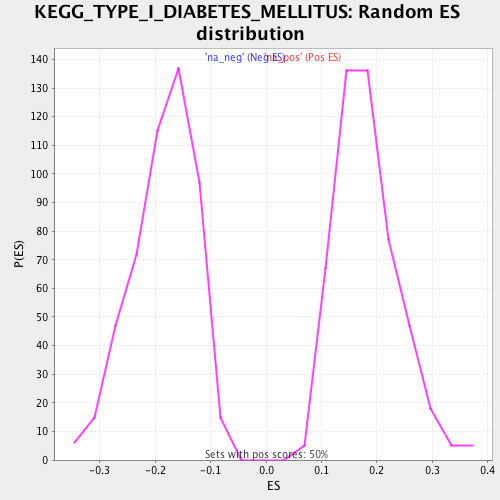 KEGG_TYPE_I_DIABETES_MELLITUS: Random ES
distribution
'na_neg' (Neg ES) 'na_pos' (Pos ES)
140
130
120
110
100
90
80
70
60
50
40
30
20
10
0
P(ES)
Sets with pos scores: 50%
-0.3 -0.2 -0.1 0.0 0.1 0.2 0.3 0.4
ES